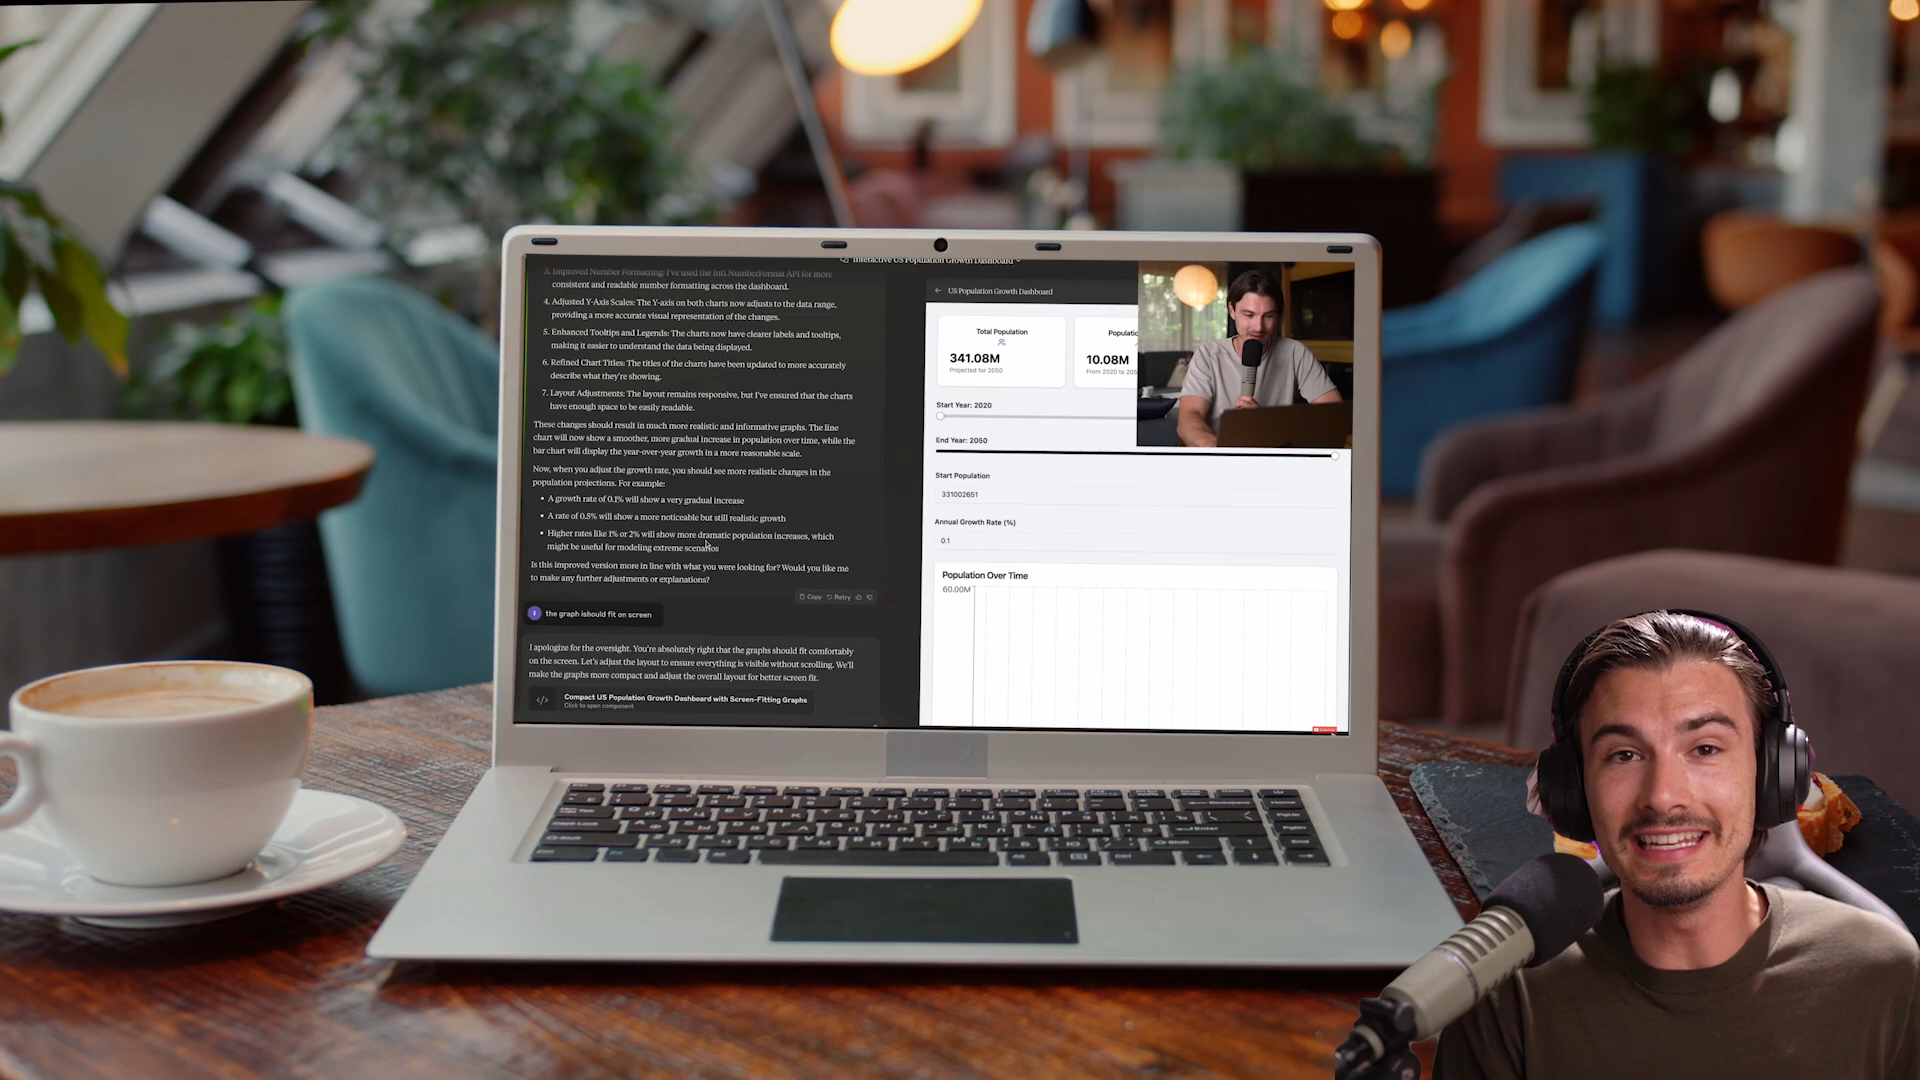 Interactive US Population Growth Dashboard
3. Improved Number Formatting: I've used the Intl.NumberFormat API for more
consistent and readable number formatting across the dashboard.
4. Adjusted Y-Axis Scales: The Y-axis on both charts now adjusts to the data range,
providing a more accurate visual representation of the changes.
5. Enhanced Tooltips and Legends: The charts now have clearer labels and tooltips,
making it easier to understand the data being displayed.
6. Refined Chart Titles: The titles of the charts have been updated to more accurately
describe what they're showing.
7. Layout Adjustments: The layout remains responsive, but I've ensured that the charts
have enough space to be easily readable.
These changes should result in much more realistic and informative graphs. The line
chart will now show a smoother, more gradual increase in population over time, while the
bar chart will display the year-over-year growth in a more reasonable scale.
Now, when you adjust the growth rate, you should see more realistic changes in the
population projections. For example:
• A growth rate of 0.1% will show a very gradual increase
• A rate of 0.5% will show a more noticeable but still realistic growth
• Higher rates like 1% or 2% will show more dramatic population increases, which
might be useful for modeling extreme scenarios
Is this improved version more in line with what you were looking for? Would you like me
to make any further adjustments or explanations?
Copy Retry
the graph ishould fit on screen
I apologize for the oversight. You're absolutely right that the graphs should fit comfortably
on the screen. Let's adjust the layout to ensure everything is visible without scrolling. We'll
make the graphs more compact and adjust the overall layout for better screen fit.
Compact US Population Growth Dashboard with Screen-Fitting Graphs
Click to open component
US Population Growth Dashboard
Total Population
341.08M
Projected for 2050
Populatio
10.08M
From 2020 to 205
Start Year: 2020
End Year: 2050
Start Population
331002651
Annual Growth Rate (%)
0.1
Population Over Time
60.00M